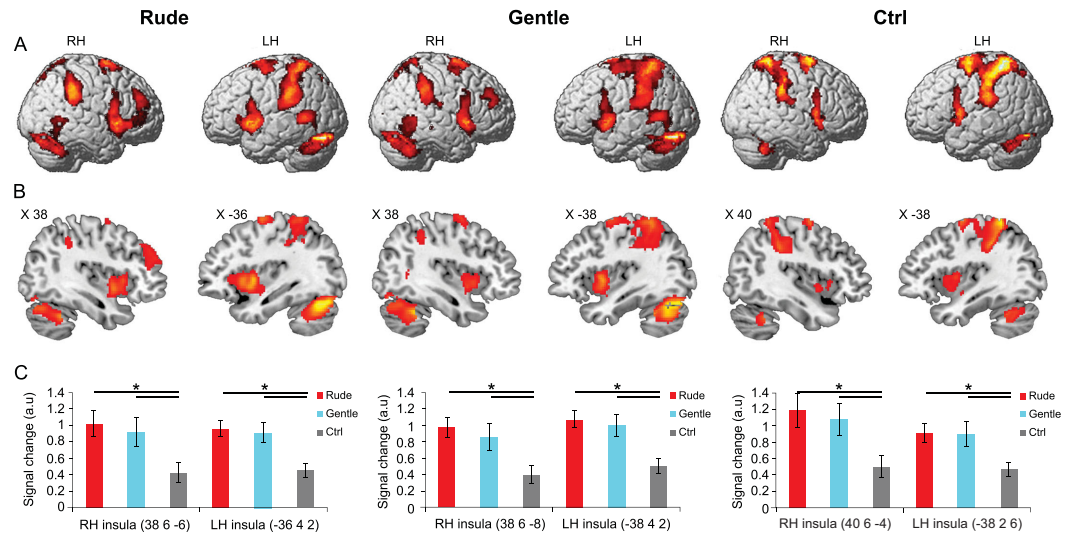 Rude Gentle Ctrl
A
RH LH RH LH RH LH
B
X 38 X -36 X 38 X -38 X 40 X -38
C
Signal change (a.u)
1.4
1.2
1
0.8
0.6
0.4
0.2
0
* *
Rude
Gentle
Ctrl
RH insula (38 6 -6) LH insula (-36 4 2)
Signal change (a.u)
1.4
1.2
1
0.8
0.6
0.4
0.2
0
* *
Rude
Gentle
Ctrl
RH insula (38 6 -8) LH insula (-38 4 2)
Signal change (a.u)
1.4
1.2
1
0.8
0.6
0.4
0.2
0
* *
Rude
Gentle
Ctrl
RH insula (40 6 -4) LH insula (-38 2 6)